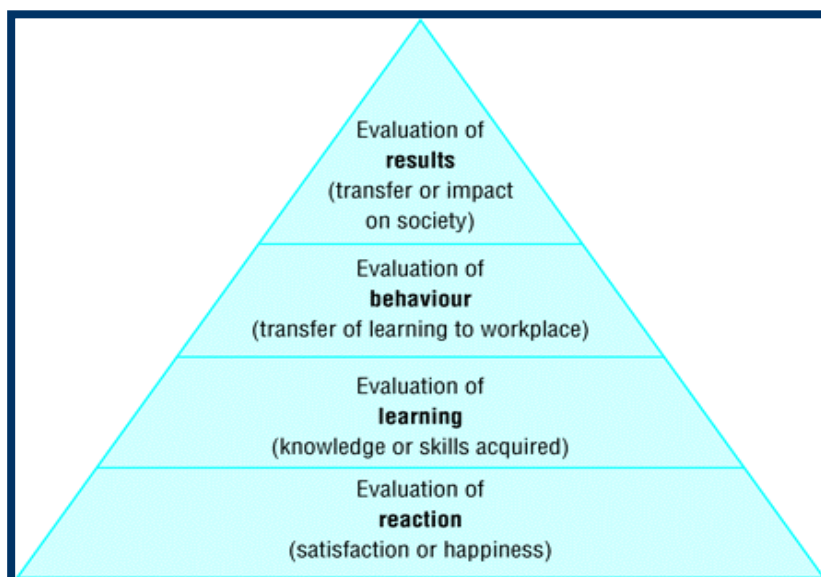 Evaluation of
results
(transfer or impact
on society)
Evaluation of
behaviour
(transfer of learning to workplace)
Evaluation of
learning
(knowledge or skills acquired)
Evaluation of
reaction
(satisfaction or happiness)